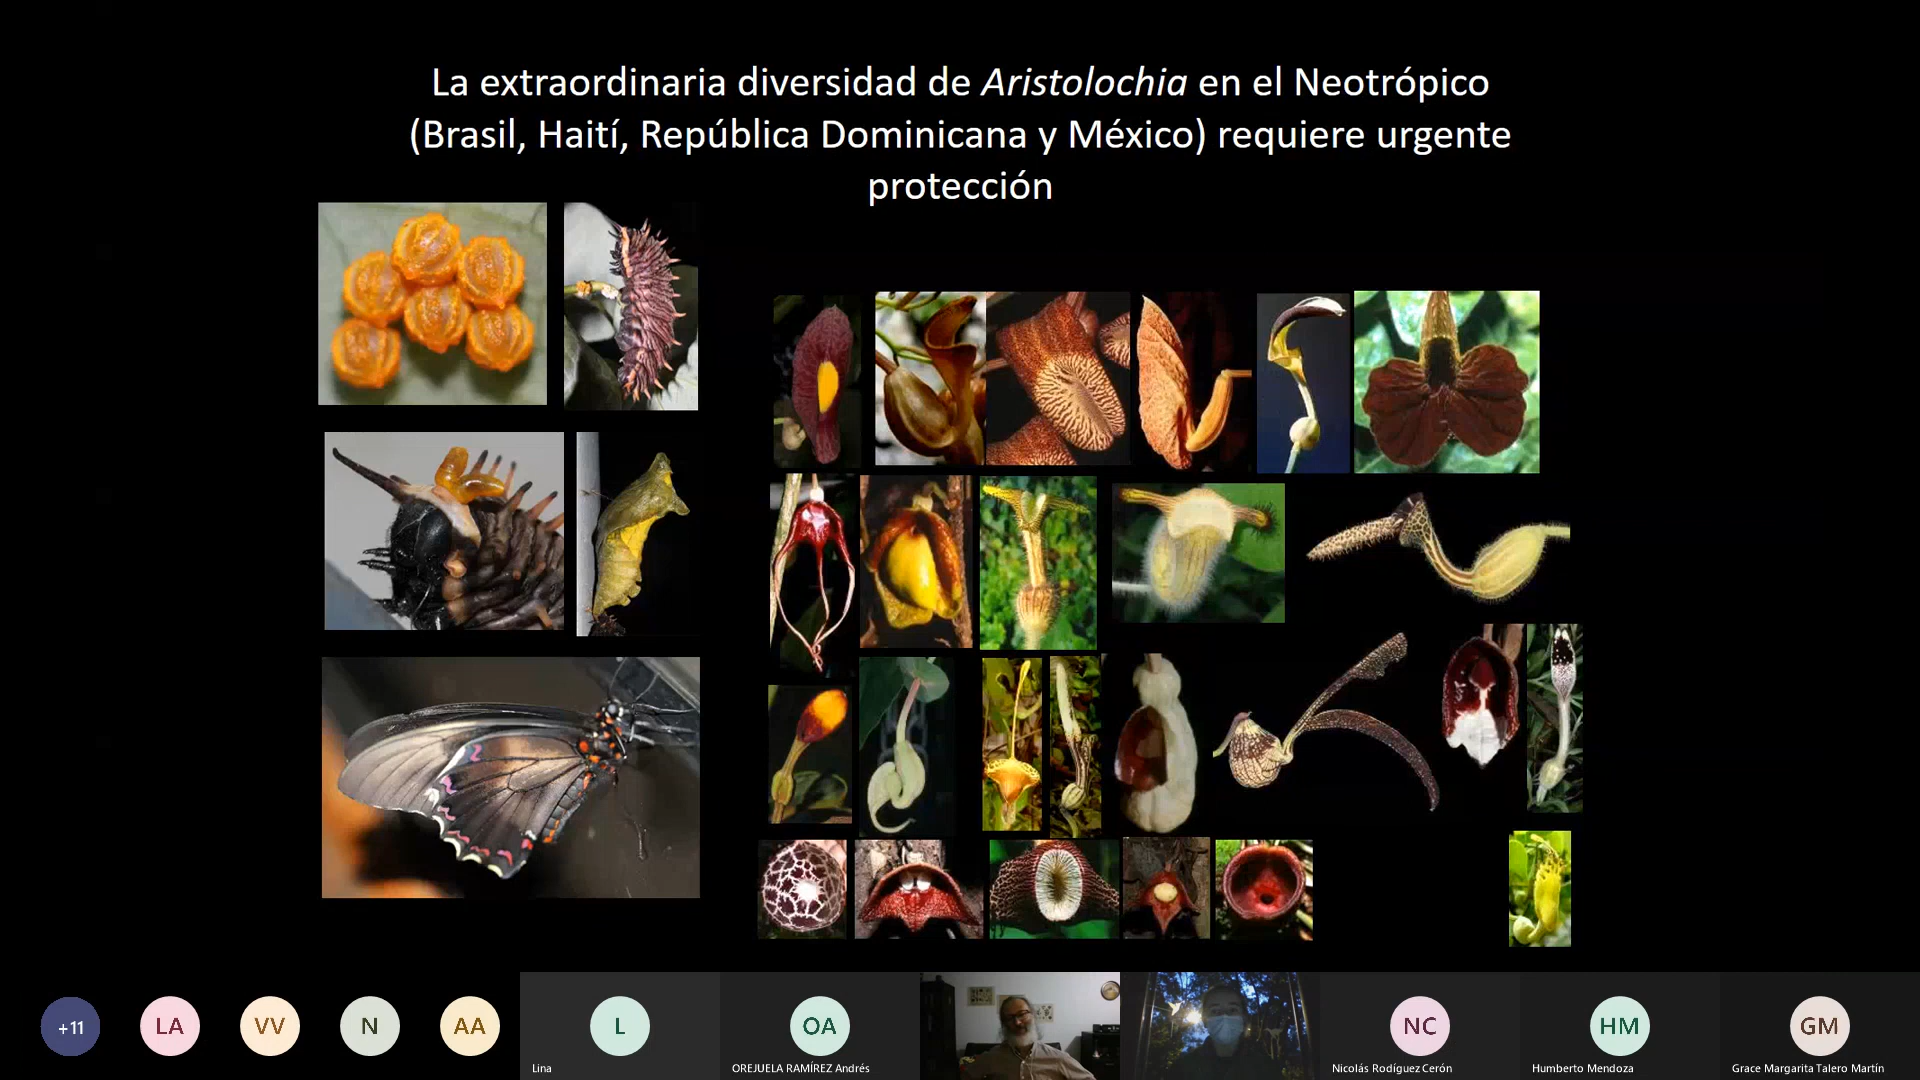 La extraordinaria diversidad de Aristolochia en el Neotrópico
(Brasil, Haití, República Dominicana y México) requiere urgente
protección
+11
LA
VV
N
AA
L
OA
NC
HM
GM
Lina
OREJUELA RAMÍREZ Andrés
Nicolás Rodíguez Cerón
Humberto Mendoza
Grace Margarita Talero Martín